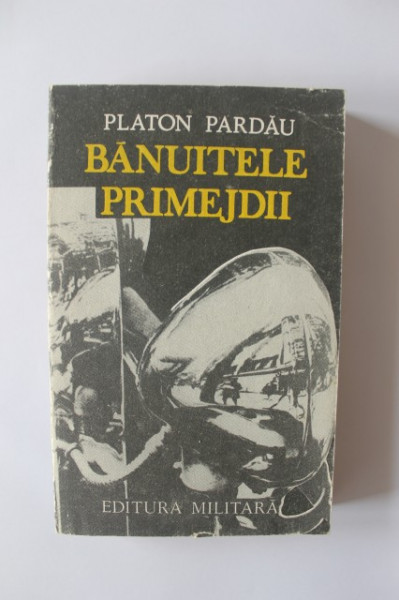 PLATON PARDĂU
BĂNUITELE
PRIMEJDII
EDITURA MILITARĂ